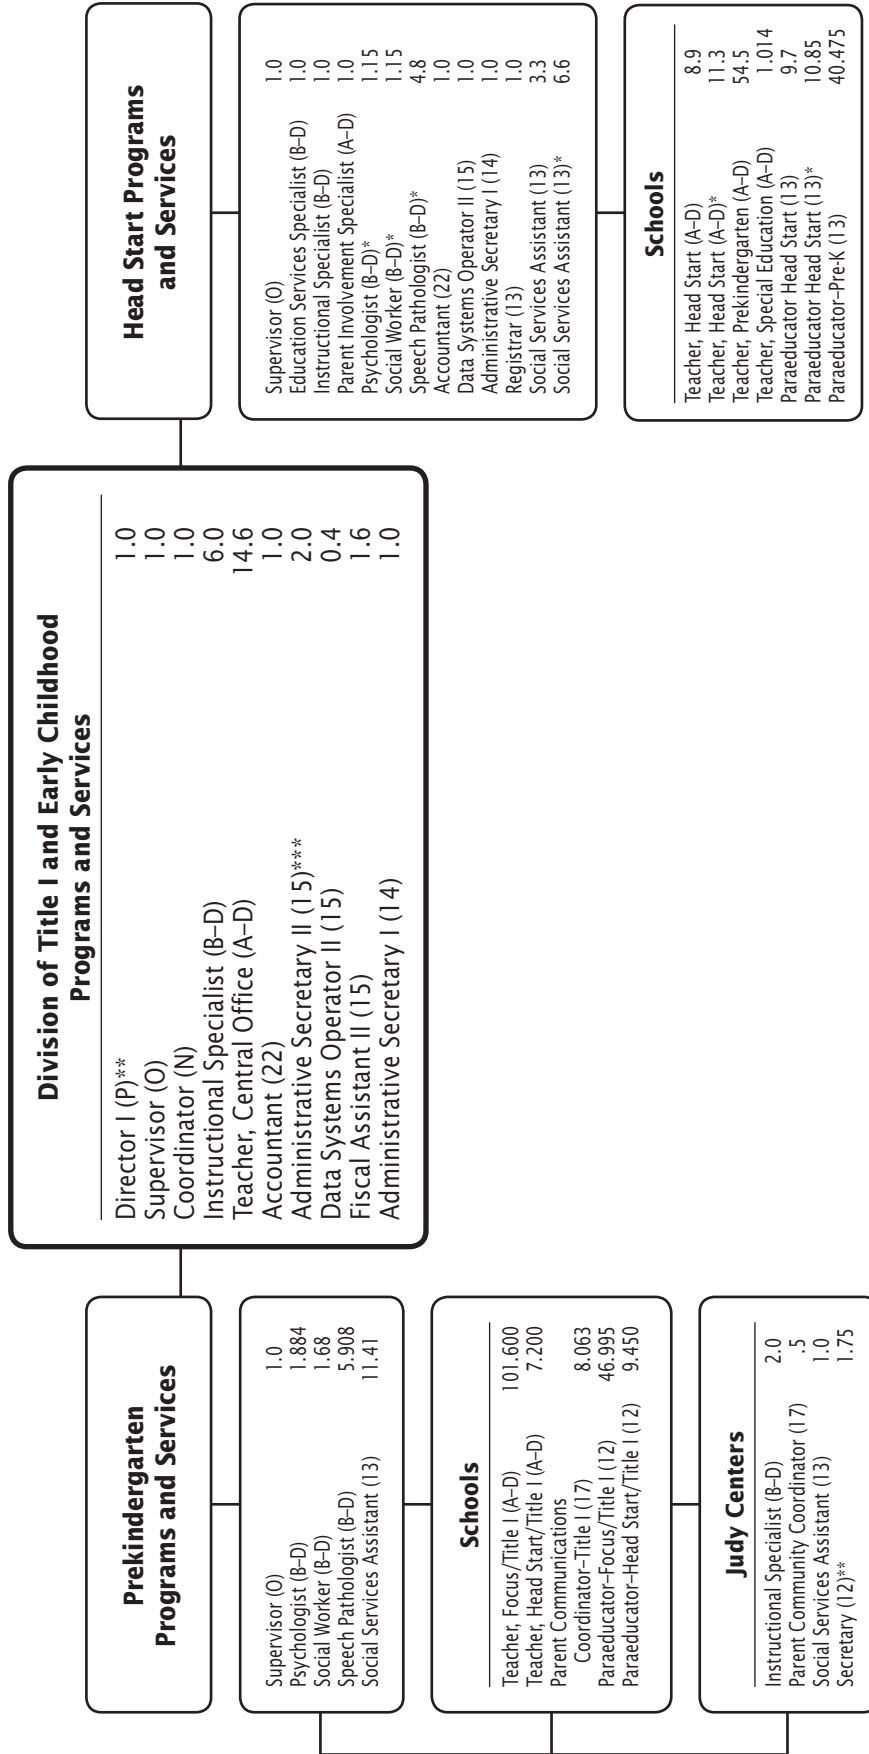 Division of Title I and Early Childhood
Programs and Services
Director I (P)** 1.0
Supervisor (O) 1.0
Coordinator (N) 1.0
Instructional Specialist (B–D) 6.0
Teacher, Central Office (A–D) 14.6
Accountant (22) 1.0
Administrative Secretary II (15)*** 2.0
Data Systems Operator II (15) 0.4
Fiscal Assistant II (15) 1.6
Administrative Secretary I (14) 1.0
Prekindergarten
Programs and Services
Supervisor (O) 1.0
Psychologist (B–D) 1.884
Social Worker (B–D) 1.68
Speech Pathologist (B–D) 5.908
Social Services Assistant (13) 11.41
Schools
Teacher, Focus/Title I (A–D) 101.600
Teacher, Head Start/Title I (A–D) 7.200
Parent Communications
Coordinator–Title I (17) 8.063
Paraeducator–Focus/Title I (12) 46.995
Paraeducator–Head Start/Title I (12) 9.450
Judy Centers
Instructional Specialist (B–D) 2.0
Parent Community Coordinator (17) .5
Social Services Assistant (13) 1.0
Secretary (12)** 1.75
Head Start Programs
and Services
Supervisor (O) 1.0
Education Services Specialist (B–D) 1.0
Instructional Specialist (B–D) 1.0
Parent Involvement Specialist (A–D) 1.0
Psychologist (B–D)* 1.15
Social Worker (B–D)* 1.15
Speech Pathologist (B–D)* 4.8
Accountant (22) 1.0
Data Systems Operator II (15) 1.0
Administrative Secretary I (14) 1.0
Registrar (13) 1.0
Social Services Assistant (13) 3.3
Social Services Assistant (13)* 6.6
Schools
Teacher, Head Start (A–D) 8.9
Teacher, Head Start (A–D)* 11.3
Teacher, Prekindergarten (A–D) 54.5
Teacher, Special Education (A–D) 1.014
Paraeducator Head Start (13) 9.7
Paraeducator Head Start (13)* 10.85
Paraeducator–Pre-K (13) 40.475